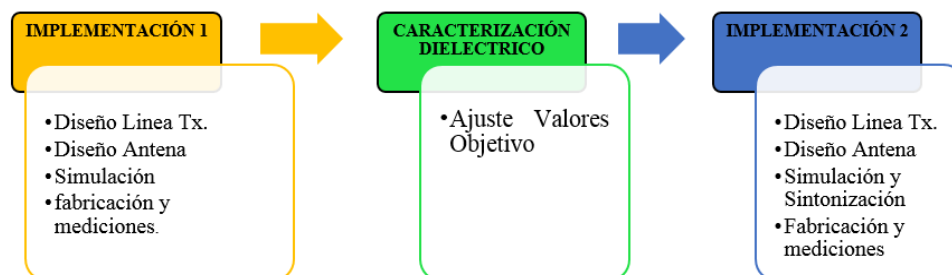 IMPLEMENTACIÓN 1
•Diseño Linea Tx.
•Diseño Antena
•Simulación
•fabricación y
mediciones.
CARACTERIZACIÓN
DIELECTRICO
•Ajuste Valores
Objetivo
IMPLEMENTACIÓN 2
•Diseño Linea Tx.
•Diseño Antena
•Simulación y
Sintonización
•Fabricación y
mediciones